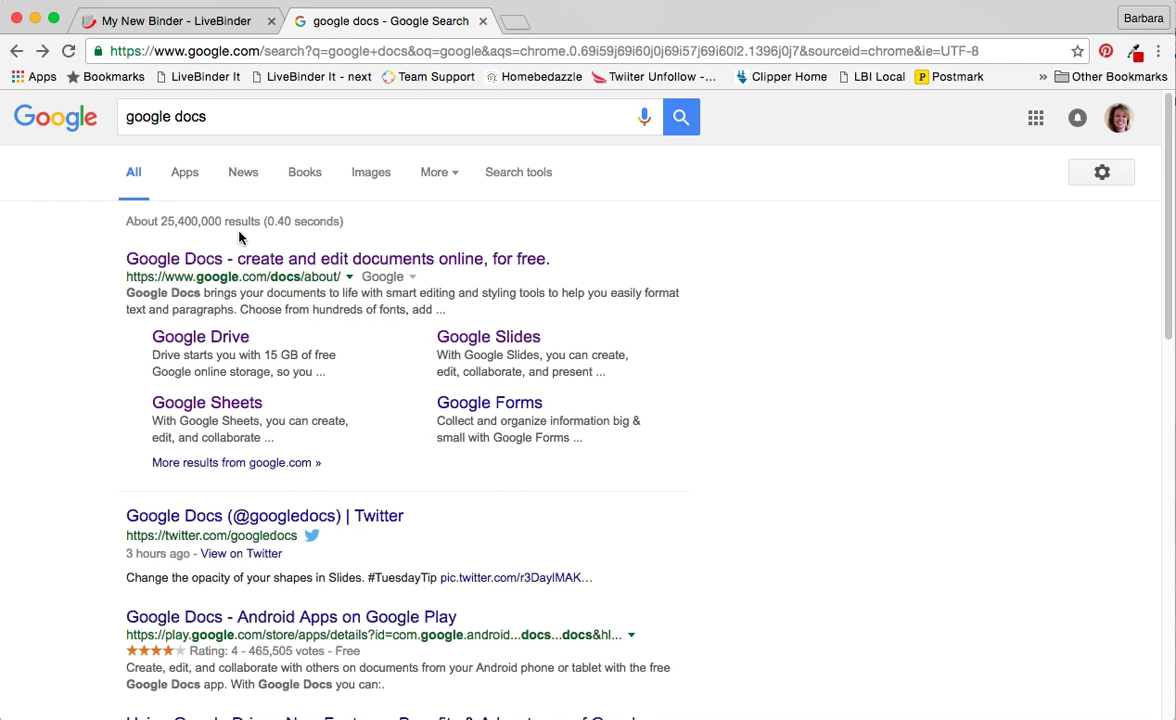 My New Binder - LiveBinder
google docs - Google Search
Barbara
https://www.google.com/search?q=google+docs&oq=google&aqs=chrome.0.69i59j69i60j0j69i57j69i60l2.1396j0j7&sourceid=chrome&ie=UTF-8
Apps Bookmarks LiveBinder It LiveBinder It - next Team Support Homebedazzle Twiiter Unfollow -... Clipper Home LBI Local Postmark » Other Bookmarks
Google google docs
All Apps News Books Images More Search tools
About 25,400,000 results (0.40 seconds)
Google Docs - create and edit documents online, for free.
https://www.google.com/docs/about/ Google
Google Docs brings your documents to life with smart editing and styling tools to help you easily format
text and paragraphs. Choose from hundreds of fonts, add ...
Google Drive
Drive starts you with 15 GB of free
Google online storage, so you ...
Google Slides
With Google Slides, you can create,
edit, collaborate, and present ...
Google Sheets
With Google Sheets, you can create,
edit, and collaborate ...
Google Forms
Collect and organize information big &
small with Google Forms ...
More results from google.com »
Google Docs (@googledocs) | Twitter
https://twitter.com/googledocs
3 hours ago - View on Twitter
Change the opacity of your shapes in Slides. #TuesdayTip pic.twitter.com/r3DaylMAK...
Google Docs - Android Apps on Google Play
https://play.google.com/store/apps/details?id=com.google.android...docs...docs&hl...
Rating: 4 - 465,505 votes - Free
Create, edit, and collaborate with others on documents from your Android phone or tablet with the free
Google Docs app. With Google Docs you can:.